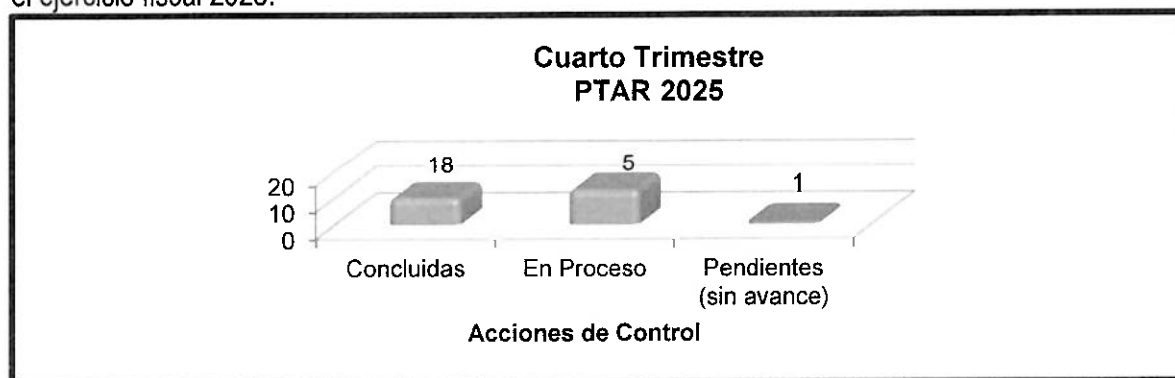 Cuarto Trimestre
PTAR 2025
18
5
1
20
10
0
Concluidas
En Proceso
Pendientes
(sin avance)
Acciones de Control